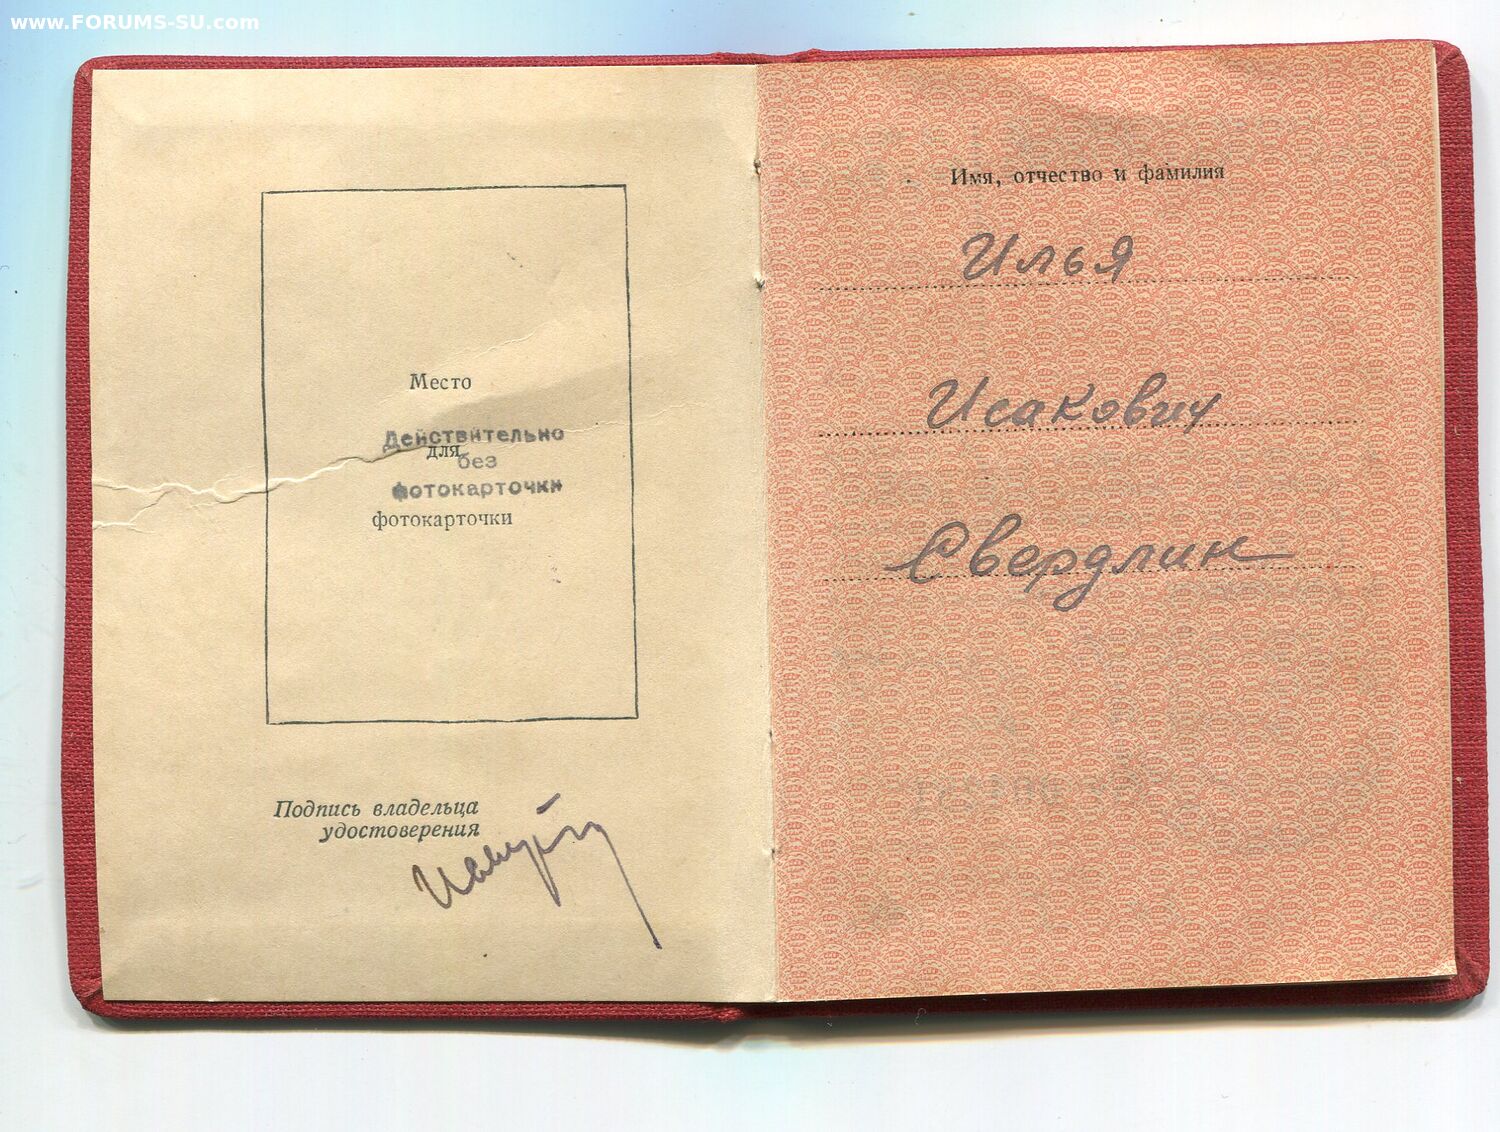 www.FORUMS-SU.com
Место
Действительно
для
без
фотокарточки
фотокарточки
Подпись владельца
удостоверения
Имя, отчество и фамилия
Илья
Исакович
Свердлин